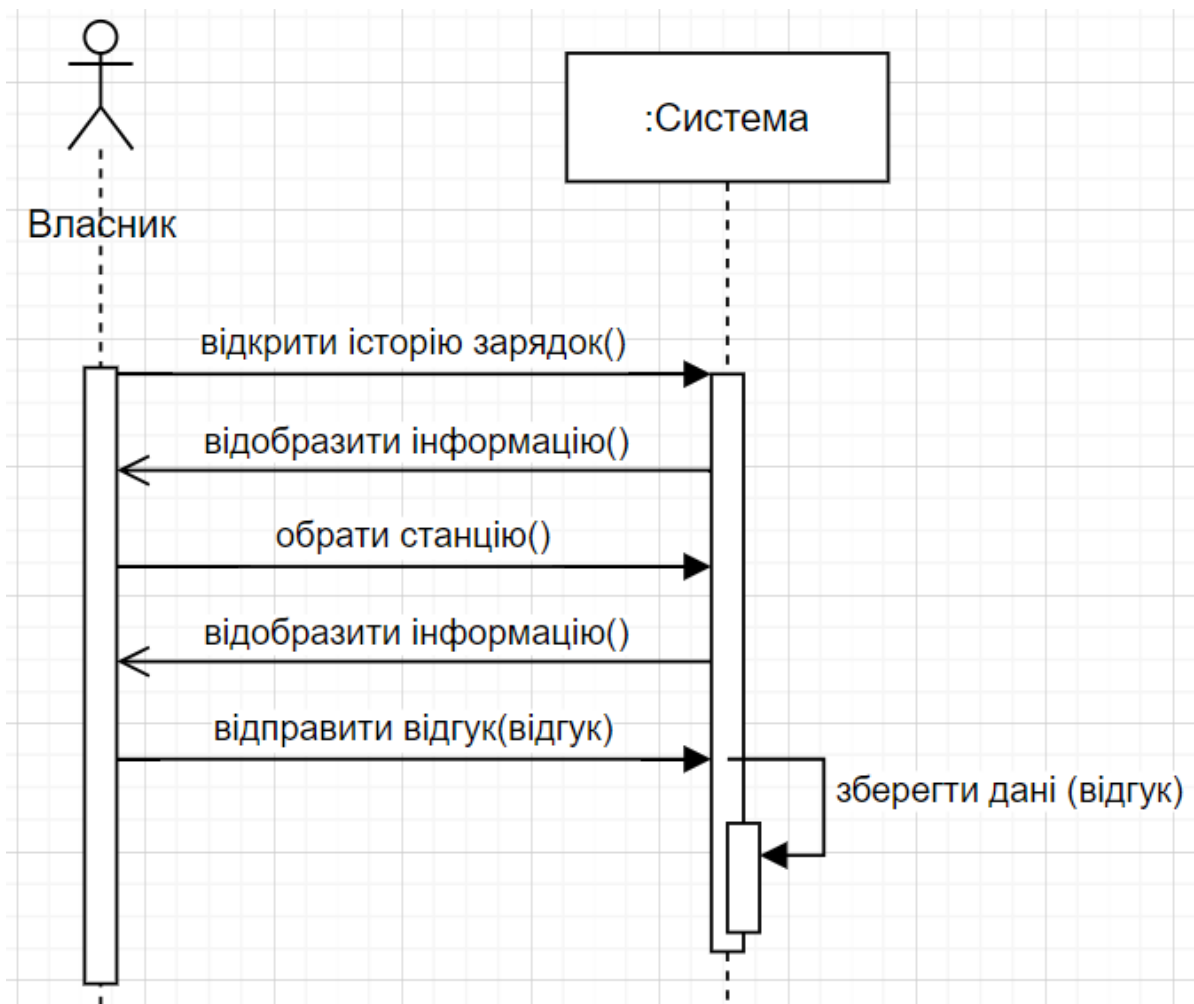 :Система
Власник
відкрити історію зарядок()
відобразити інформацію()
обрати станцію()
відобразити інформацію()
відправити відгук(відгук)
зберегти дані (відгук)